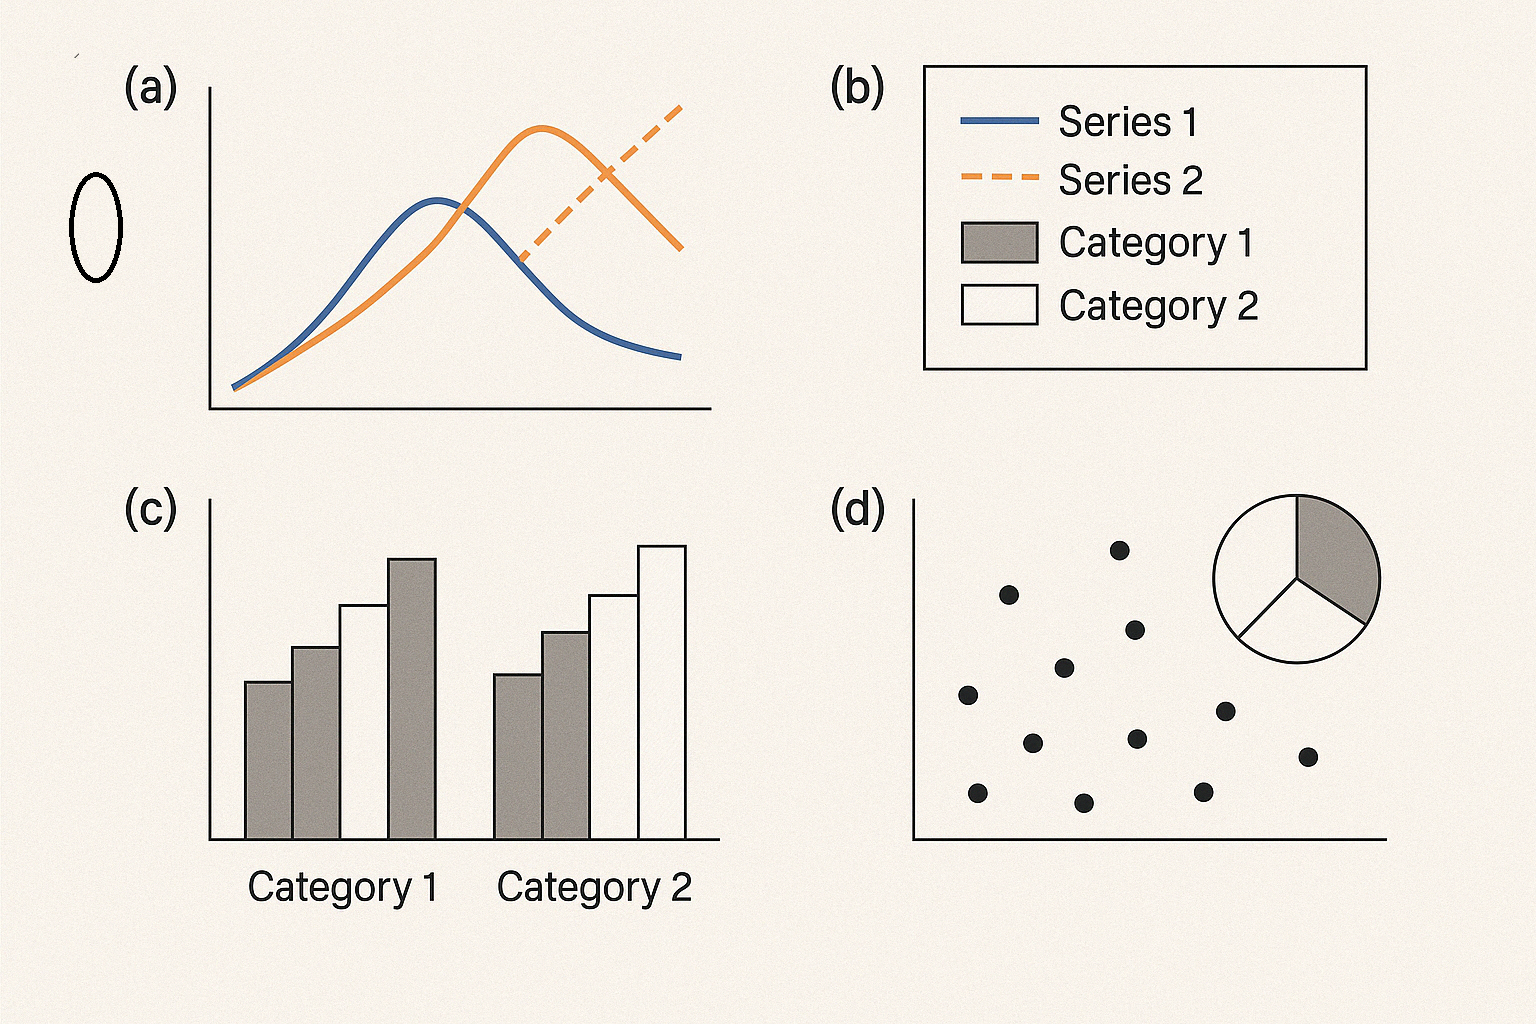 (a)
(b)
Series 1
Series 2
Category 1
Category 2
(c)
Category 1
Category 2
(d)